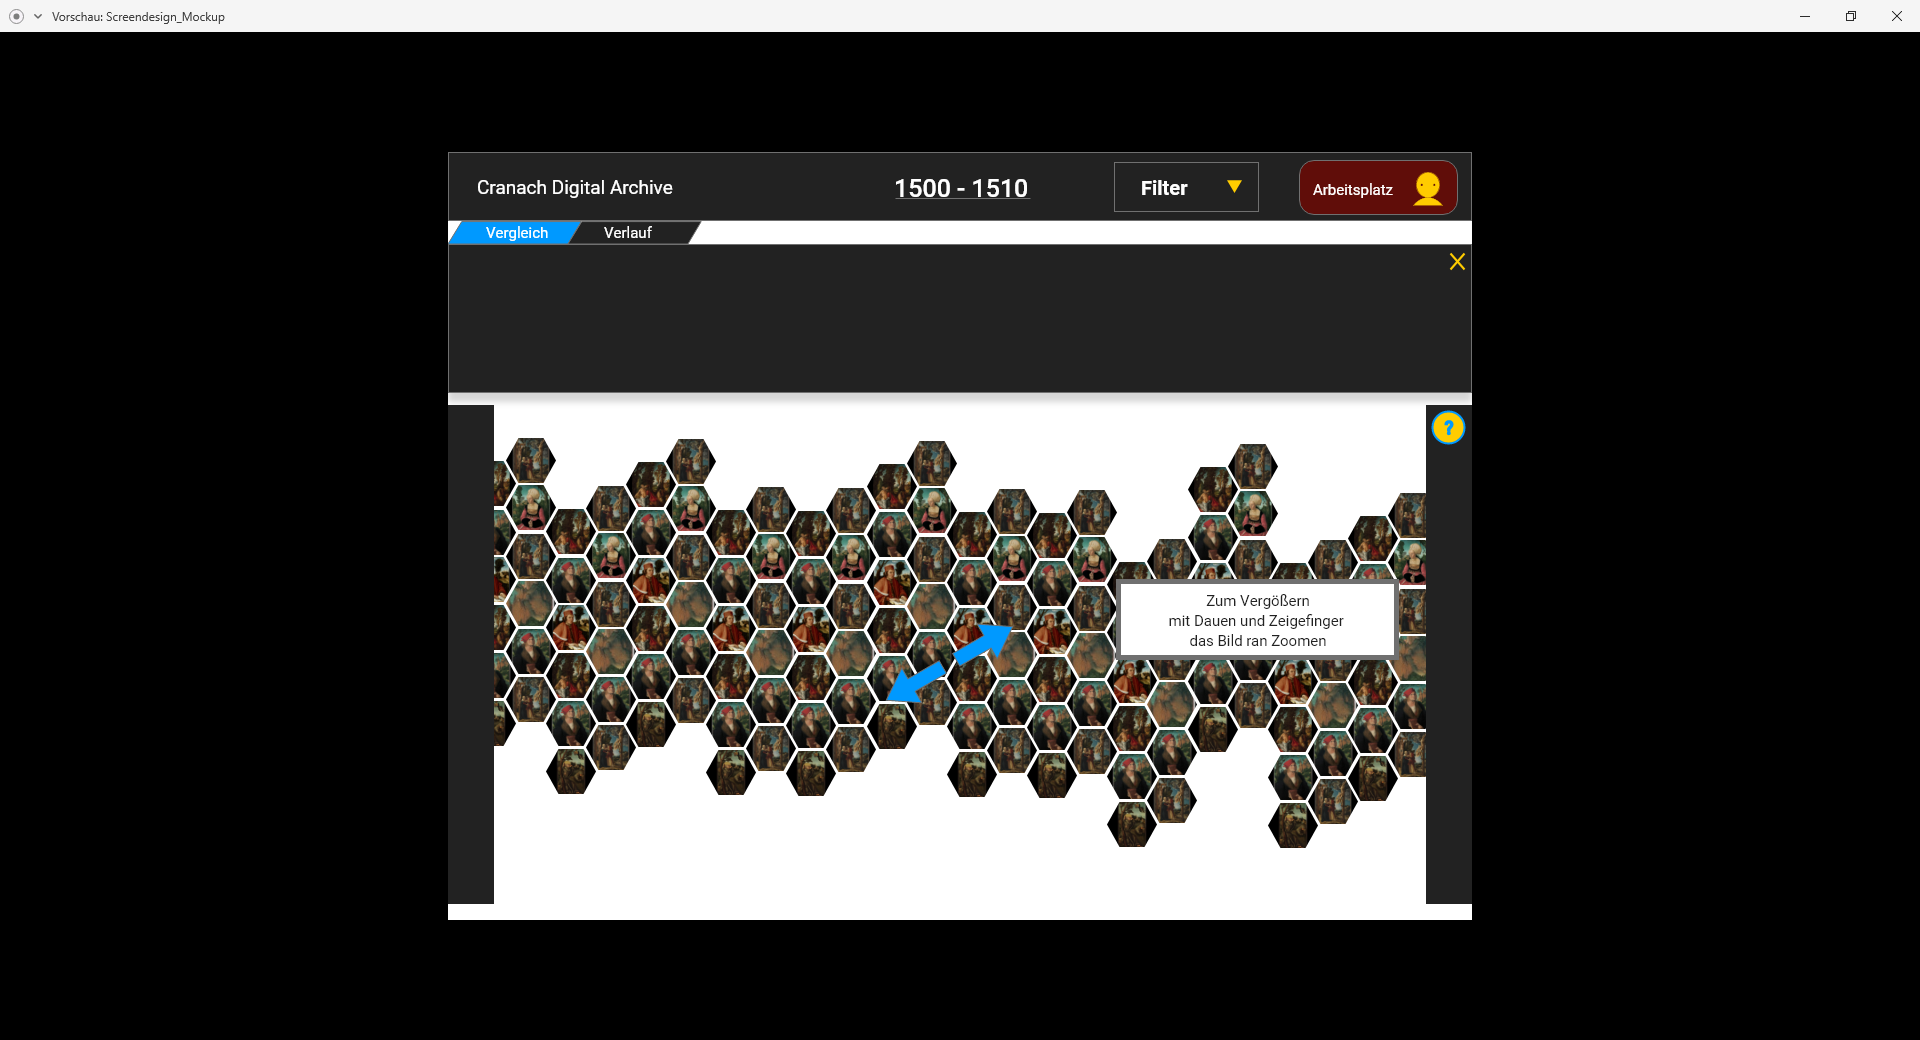 Vorschau: Screendesign_Mockup
Cranach Digital Archive
1500 - 1510
Filter
Arbeitsplatz
Vergleich
Verlauf
X
?
Zum Vergößern
mit Dauen und Zeigefinger
das Bild ran Zoomen